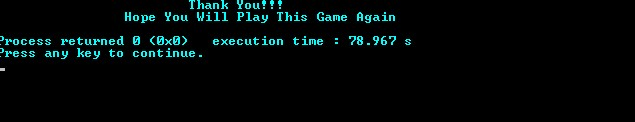 Thank You!!!
Hope You Will Play This Game Again
Process returned 0 (0x0)   execution time : 78.967 s
Press any key to continue.